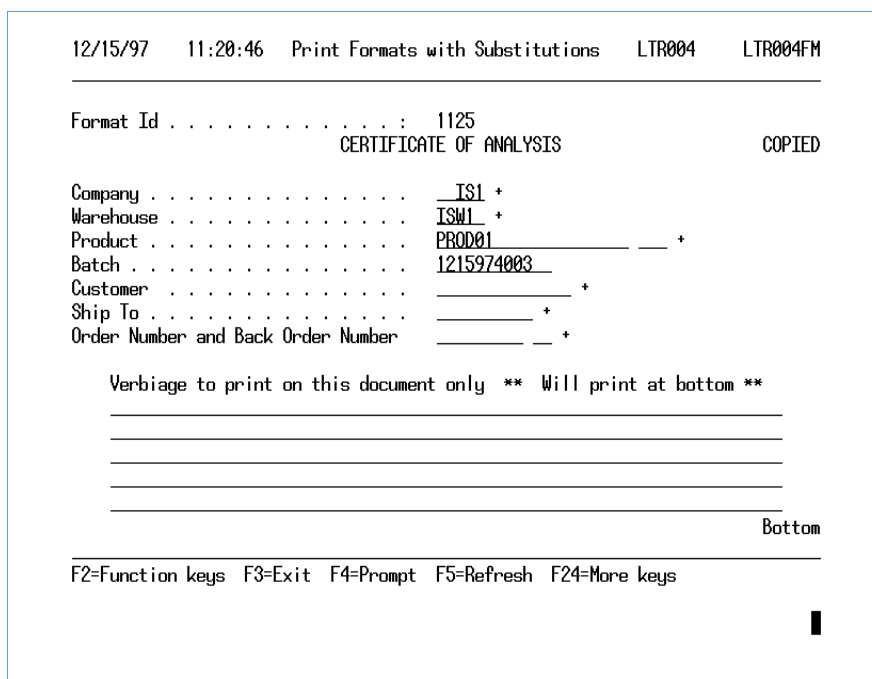 12/15/97 11:20:46 Print Formats with Substitutions LTR004 LTR004FM
Format Id . . . . . . . . . . . . . : 1125
CERTIFICATE OF ANALYSIS COPIED
Company . . . . . . . . . . . . . . IS1 +
Warehouse . . . . . . . . . . . . . ISW1 +
Product . . . . . . . . . . . . . . PROD01 +
Batch . . . . . . . . . . . . . . . 1215974003
Customer . . . . . . . . . . . . . +
Ship To . . . . . . . . . . . . . . +
Order Number and Back Order Number +
Verbiage to print on this document only ** Will print at bottom **
Bottom
F2=Function keys F3=Exit F4=Prompt F5=Refresh F24=More keys